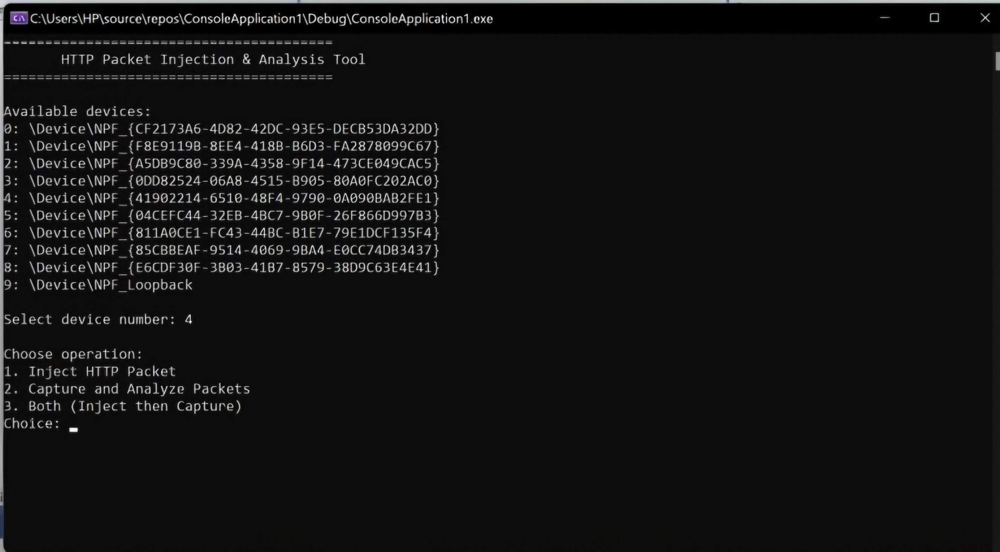 C:\Users\HP\source\repos\ConsoleApplication1\Debug\ConsoleApplication1.exe
========================================
HTTP Packet Injection & Analysis Tool
========================================
Available devices:
0: \Device\NPF_{CF2173A6-4D82-42DC-93E5-DECB53DA32DD}
1: \Device\NPF_{F8E9119B-8EE4-418B-B6D3-FA2878099C67}
2: \Device\NPF_{A5DB9C80-339A-4358-9F14-473CE049CAC5}
3: \Device\NPF_{0DD82524-06A8-4515-B905-80A0FC202AC0}
4: \Device\NPF_{41902214-6510-48F4-9790-0A090BAB2FE1}
5: \Device\NPF_{04CEFC44-32EB-4BC7-9B0F-26F866D997B3}
6: \Device\NPF_{811A0CE1-FC43-44BC-B1E7-79E1DCF135F4}
7: \Device\NPF_{85CBBEAF-9514-4069-9BA4-E0CC74DB3437}
8: \Device\NPF_{E6CDF30F-3B03-41B7-8579-38D9C63E4E41}
9: \Device\NPF_Loopback
Select device number: 4
Choose operation:
1. Inject HTTP Packet
2. Capture and Analyze Packets
3. Both (Inject then Capture)
Choice: